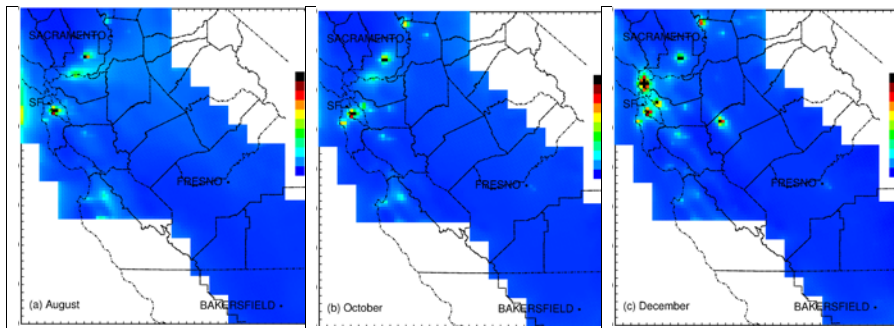 SACRAMENTO
SF
FRESNO
(a) August
BAKERSFIELD
SACRAMENTO
SF
FRESNO
(b) October
BAKERSFIELD
SACRAMENTO
SF
FRESNO
(c) December
BAKERSFIELD